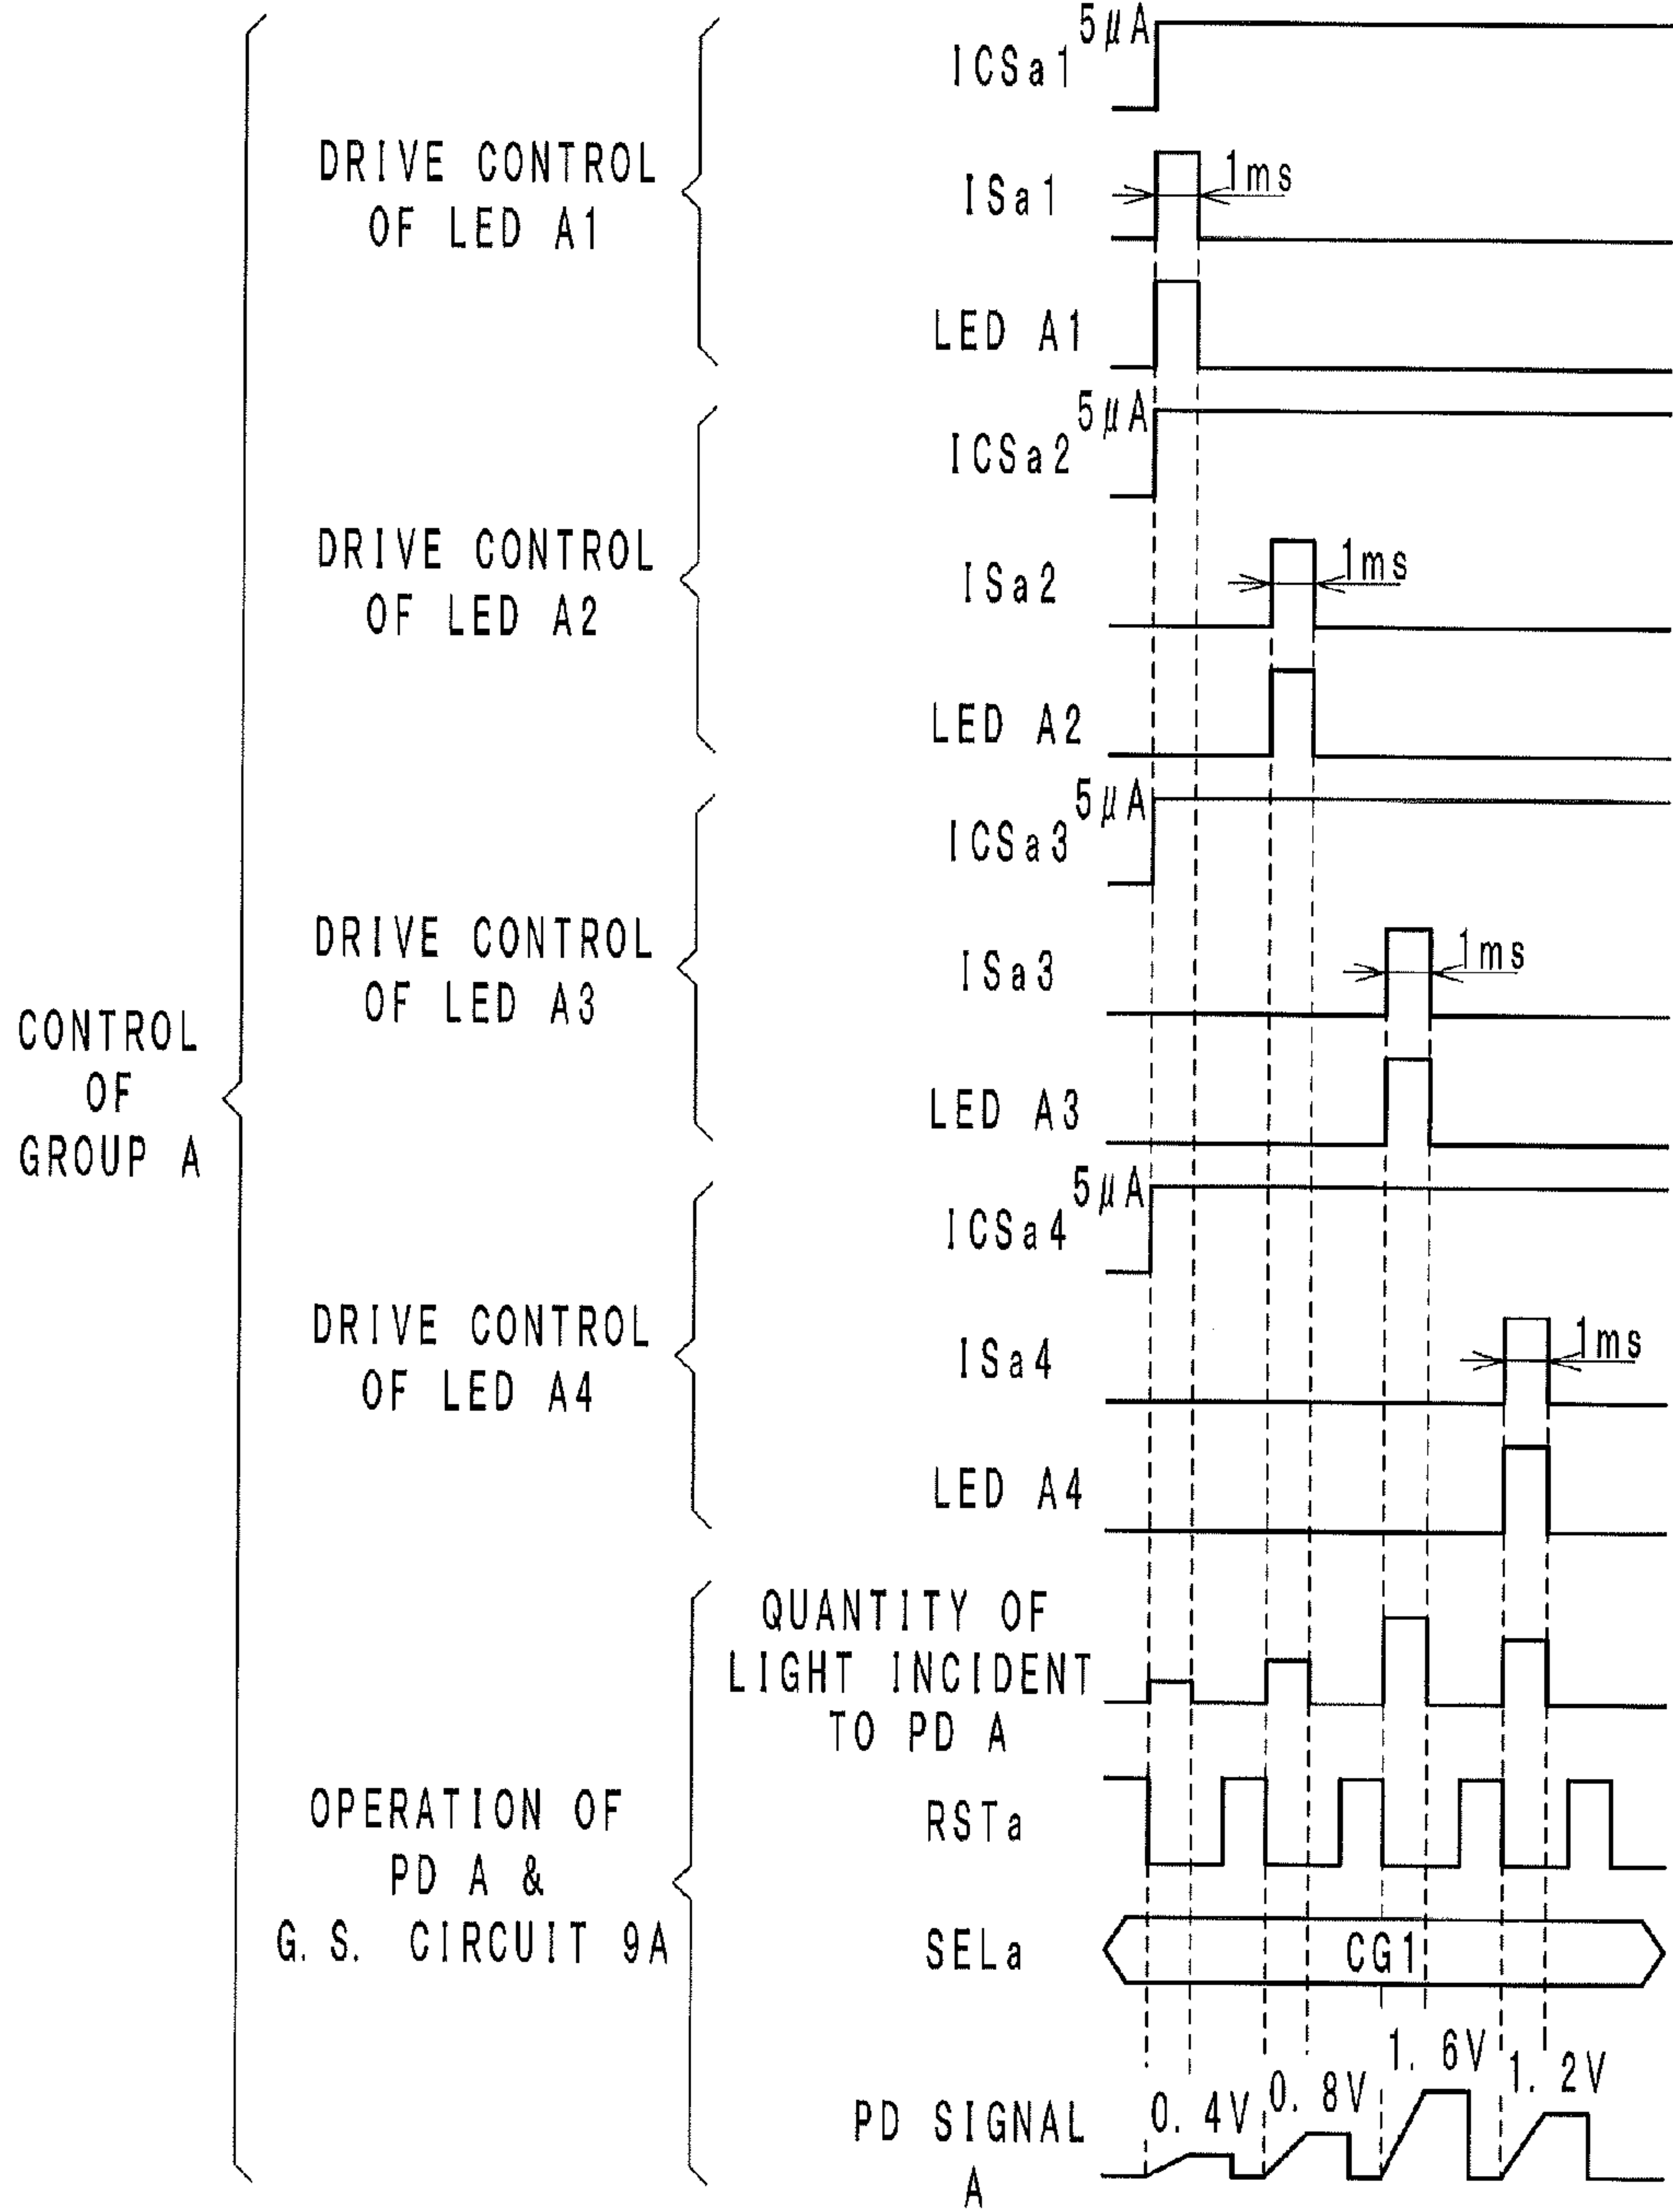 CONTROL
OF
GROUP A
DRIVE CONTROL
OF LED A1
5μA
ICSa1
ISa1
1ms
LED A1
DRIVE CONTROL
OF LED A2
5μA
ICSa2
ISa2
1ms
LED A2
DRIVE CONTROL
OF LED A3
5μA
ICSa3
ISa3
1ms
LED A3
DRIVE CONTROL
OF LED A4
5μA
ICSa4
ISa4
1ms
LED A4
OPERATION OF
PD A &
G.S. CIRCUIT 9A
QUANTITY OF
LIGHT INCIDENT
TO PD A
RSTa
SELa
CG1
PD SIGNAL
A
0.4V
0.8V
1.6V
1.2V